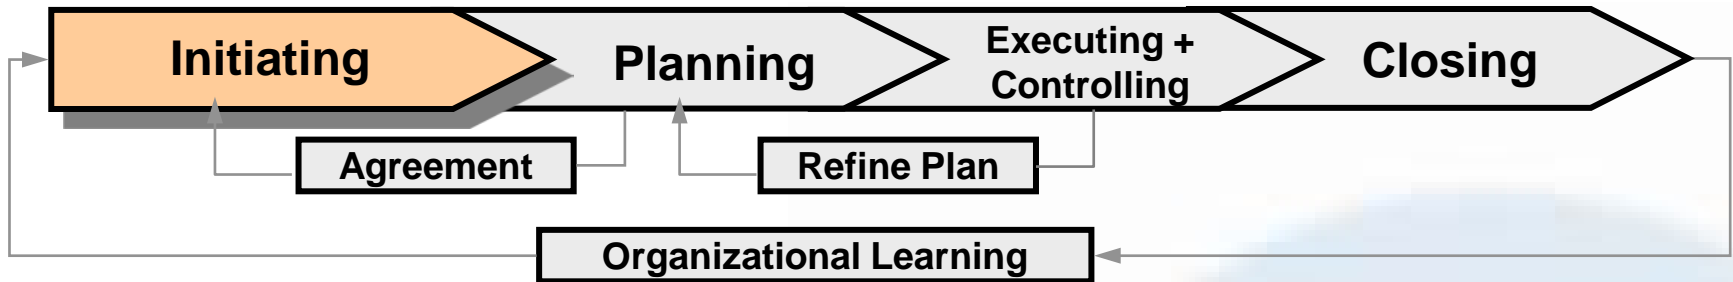 Initiating
Planning
Executing +
Controlling
Closing
Agreement
Refine Plan
Organizational Learning